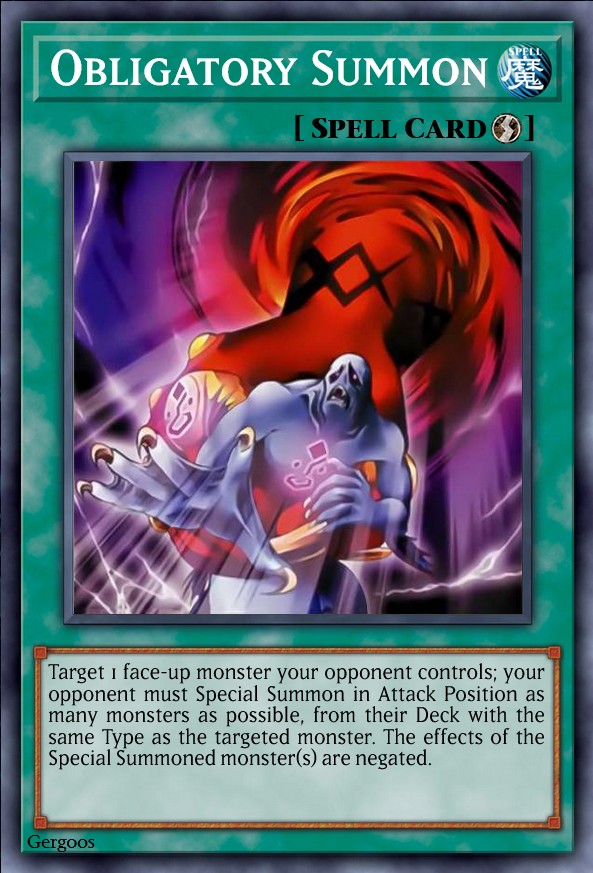 OBLIGATORY SUMMON
SPELL
魔
[ SPELL CARD ]
Target 1 face-up monster your opponent controls; your
opponent must Special Summon in Attack Position as
many monsters as possible, from their Deck with the
same Type as the targeted monster. The effects of the
Special Summoned monster(s) are negated.
Gergoos